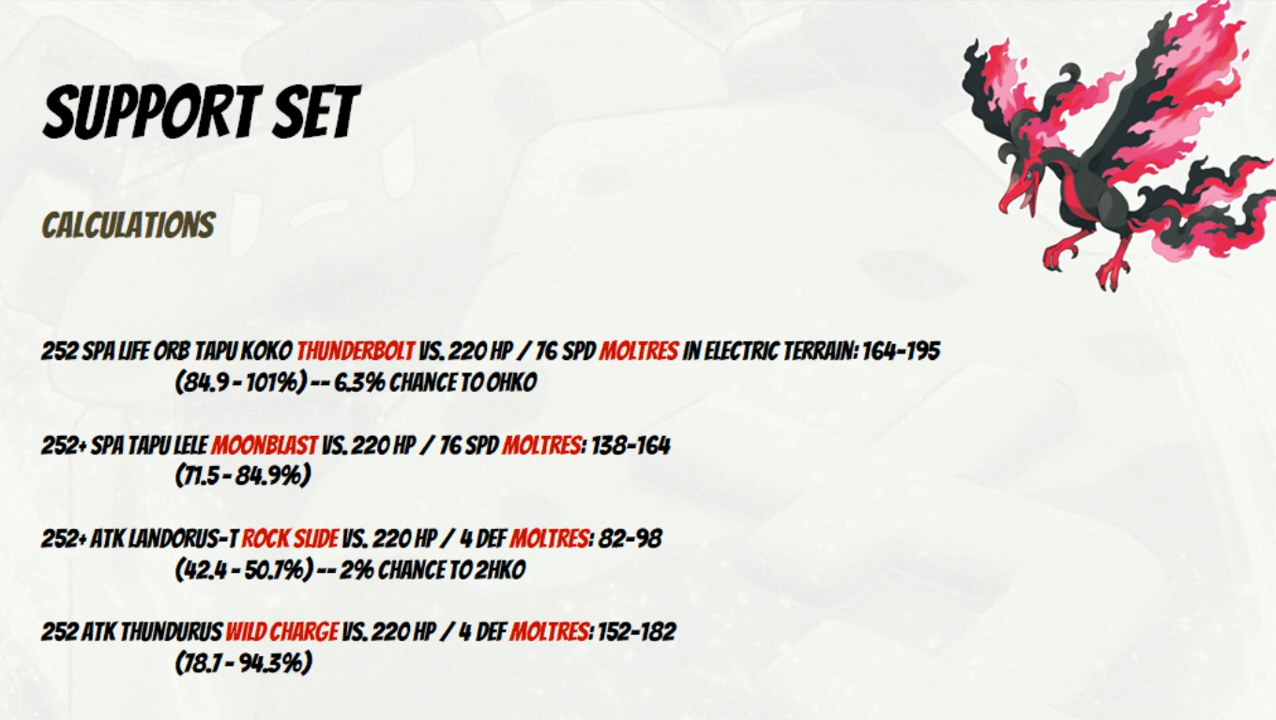 SUPPORT SET
CALCULATIONS
252 SPA LIFE ORB TAPU KOKO THUNDERBOLT VS. 220 HP / 76 SPD MOLTRES IN ELECTRIC TERRAIN: 164-195
(84.9 - 101%) -- 6.3% CHANCE TO OHKO
252+ SPA TAPU LELE MOONBLAST VS. 220 HP / 76 SPD MOLTRES: 138-164
(71.5 - 84.9%)
252+ ATK LANDORUS-T ROCK SLIDE VS. 220 HP / 4 DEF MOLTRES: 82-98
(42.4 - 50.7%) -- 2% CHANCE TO 2HKO
252 ATK THUNDURUS WILD CHARGE VS. 220 HP / 4 DEF MOLTRES: 152-182
(78.7 - 94.3%)